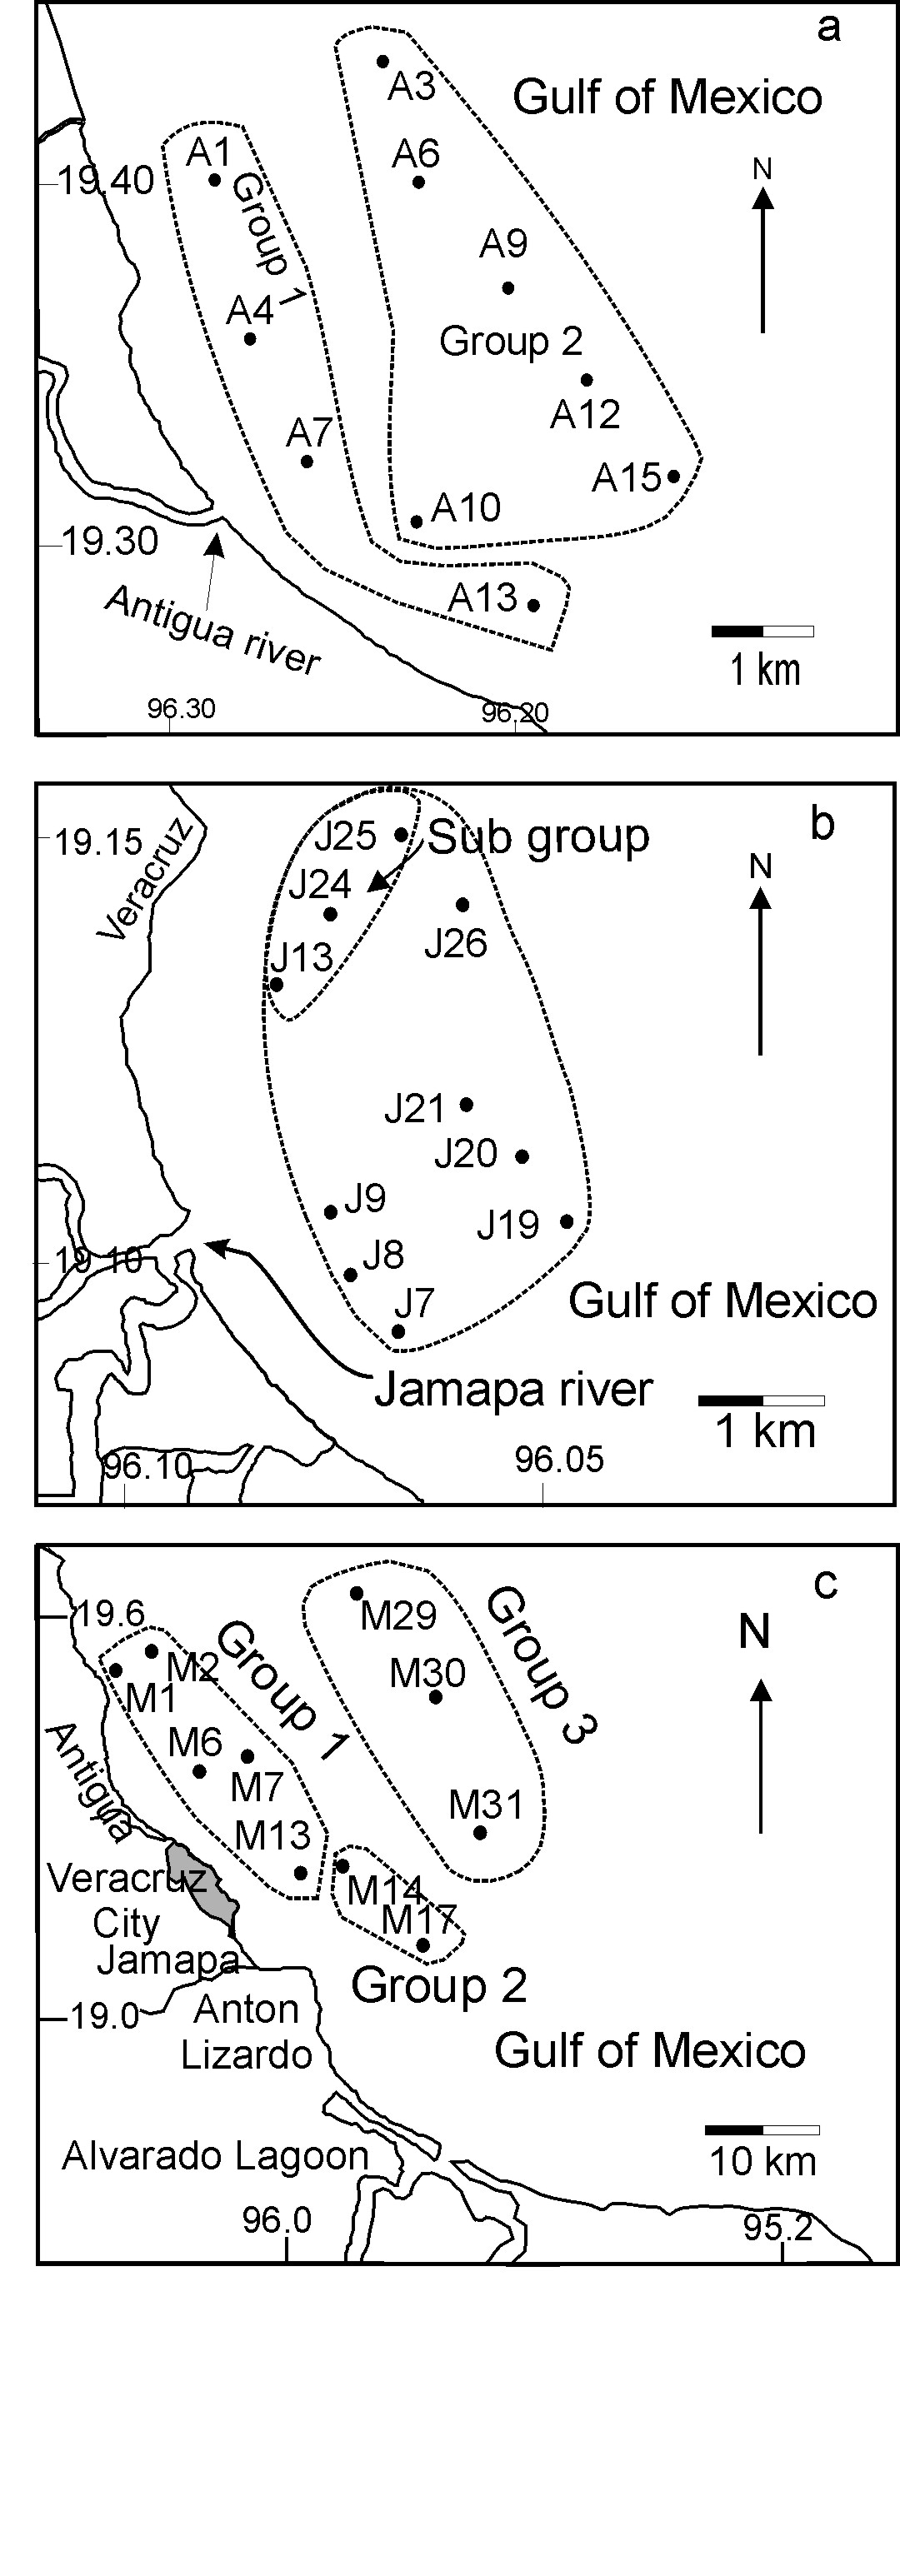 a
A3
Gulf of Mexico
A1
A6
N
19.40
Group 1
A9
A4
Group 2
A12
A7
A15
A10
19.30
A13
Antigua river
1 km
96.30
96.20
b
J25
Sub group
19.15
Veracruz
N
J24
J26
J13
J21
J20
J9
J19
J8
19.10
J7
Gulf of Mexico
Jamapa river
1 km
96.10
96.05
c
19.6
M29
Group 3
N
Group 1
M2
M30
M1
M6
Antigua
M7
M31
M13
Veracruz
City
M14
M17
Jamapa
Group 2
19.0
Anton
Lizardo
Gulf of Mexico
Alvarado Lagoon
10 km
96.0
95.2